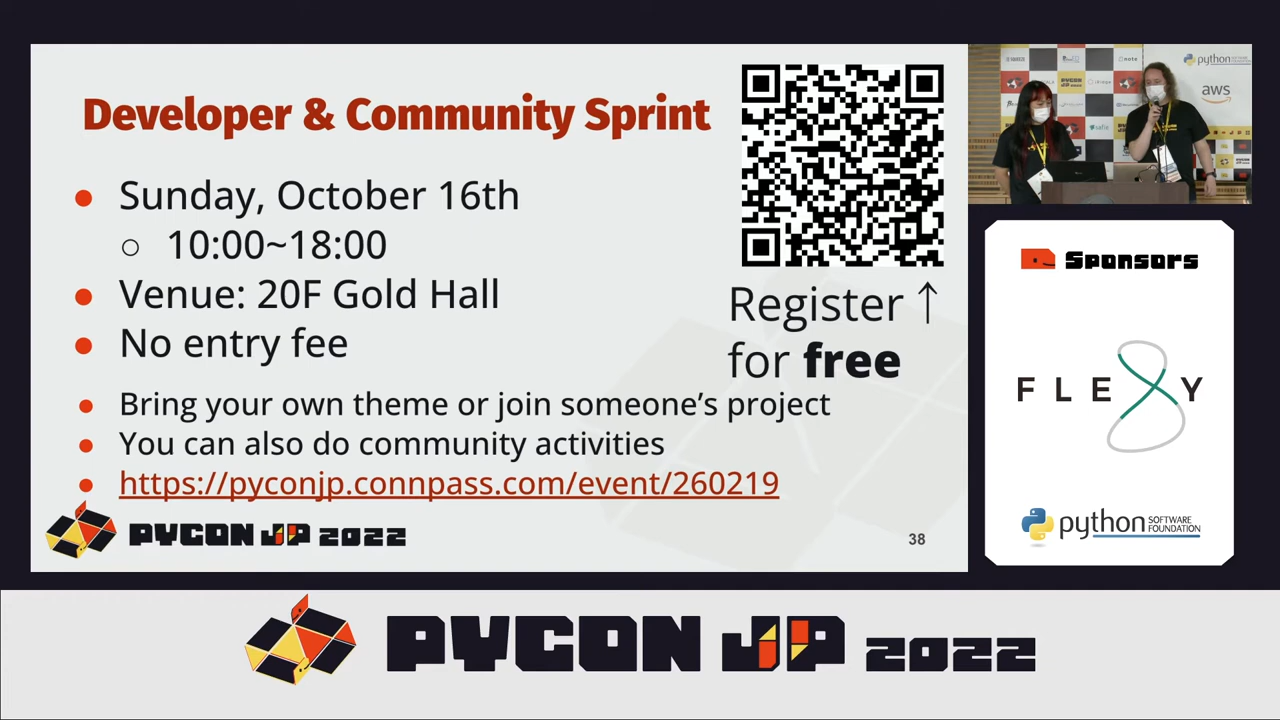 Developer & Community Sprint
● Sunday, October 16th
○ 10:00~18:00
● Venue: 20F Gold Hall
● No entry fee
Register ↑
for free
● Bring your own theme or join someone's project
● You can also do community activities
● https://pyconjp.connpass.com/event/260219
PYCON JP 2022
38
python
aws
Sponsors
FLEXY
python SOFTWARE
FOUNDATION
PYCON JP 2022